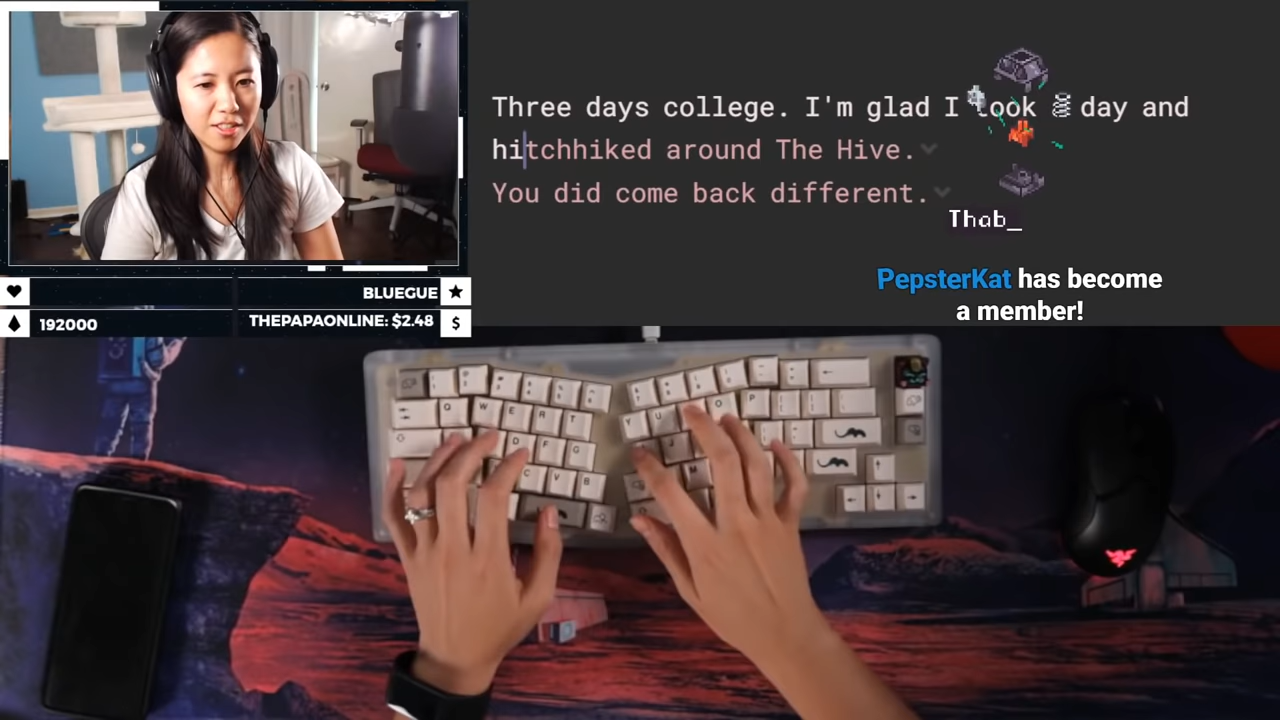 Three days college. I'm glad I took day and
hitchhiked around The Hive.
You did come back different.
Thab_
PepsterKat has become
a member!
BLUEGUE
192000
THEPAPAONLINE: $2.48
$
Q W E R T
Y U O P
D F G
J
C V B
M